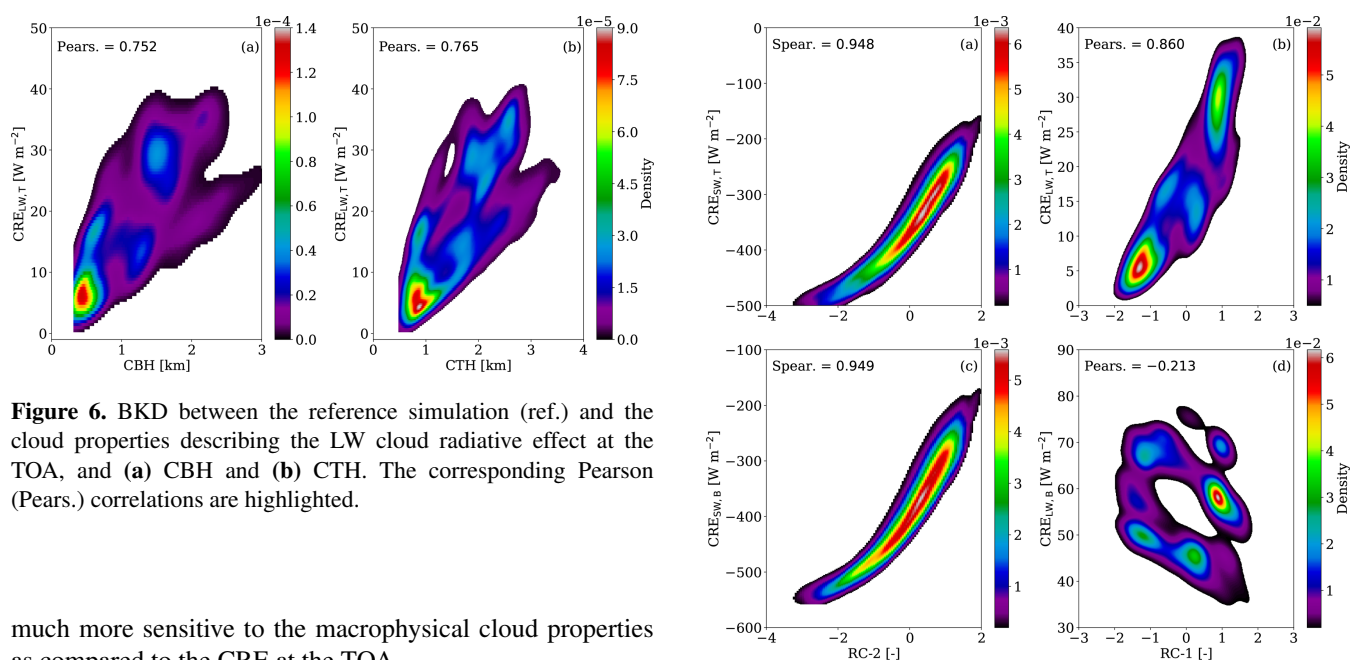 1e−4
50
Pears. = 0.752
(a)
1.4
40
1.2
1.0
30
0.8
20
0.6
10
0.4
0.2
0
0.0
0
1
2
3
CRE_LW, T [W m⁻²]
CBH [km]
1e−5
50
Pears. = 0.765
(b)
9.0
40
7.5
30
6.0
20
4.5
10
3.0
1.5
0
0.0
0
1
2
3
4
CRE_LW, T [W m⁻²]
CTH [km]
Density
Figure 6. BKD between the reference simulation (ref.) and the
cloud properties describing the LW cloud radiative effect at the
TOA, and (a) CBH and (b) CTH. The corresponding Pearson
(Pears.) correlations are highlighted.
much more sensitive to the macrophysical cloud properties
as compared to the CRE at the TOA.
1e−3
0
Spear. = 0.948
(a)
6
−100
5
−200
4
3
−300
2
−400
1
−500
−4
−2
0
2
CRE_SW, T [W m⁻²]
1e−2
40
Pears. = 0.860
(b)
35
5
30
4
25
20
3
15
2
10
1
5
0
−3
−2
−1
0
1
2
3
CRE_LW, T [W m⁻²]
Density
1e−3
−100
Spear. = 0.949
(c)
−200
5
−300
4
3
−400
2
−500
1
−600
−4
−2
0
2
CRE_SW, B [W m⁻²]
RC-2 [-]
1e−2
90
Pears. = −0.213
(d)
6
80
5
70
4
60
3
50
2
40
1
30
−3
−2
−1
0
1
2
3
CRE_LW, B [W m⁻²]
RC-1 [-]
Density